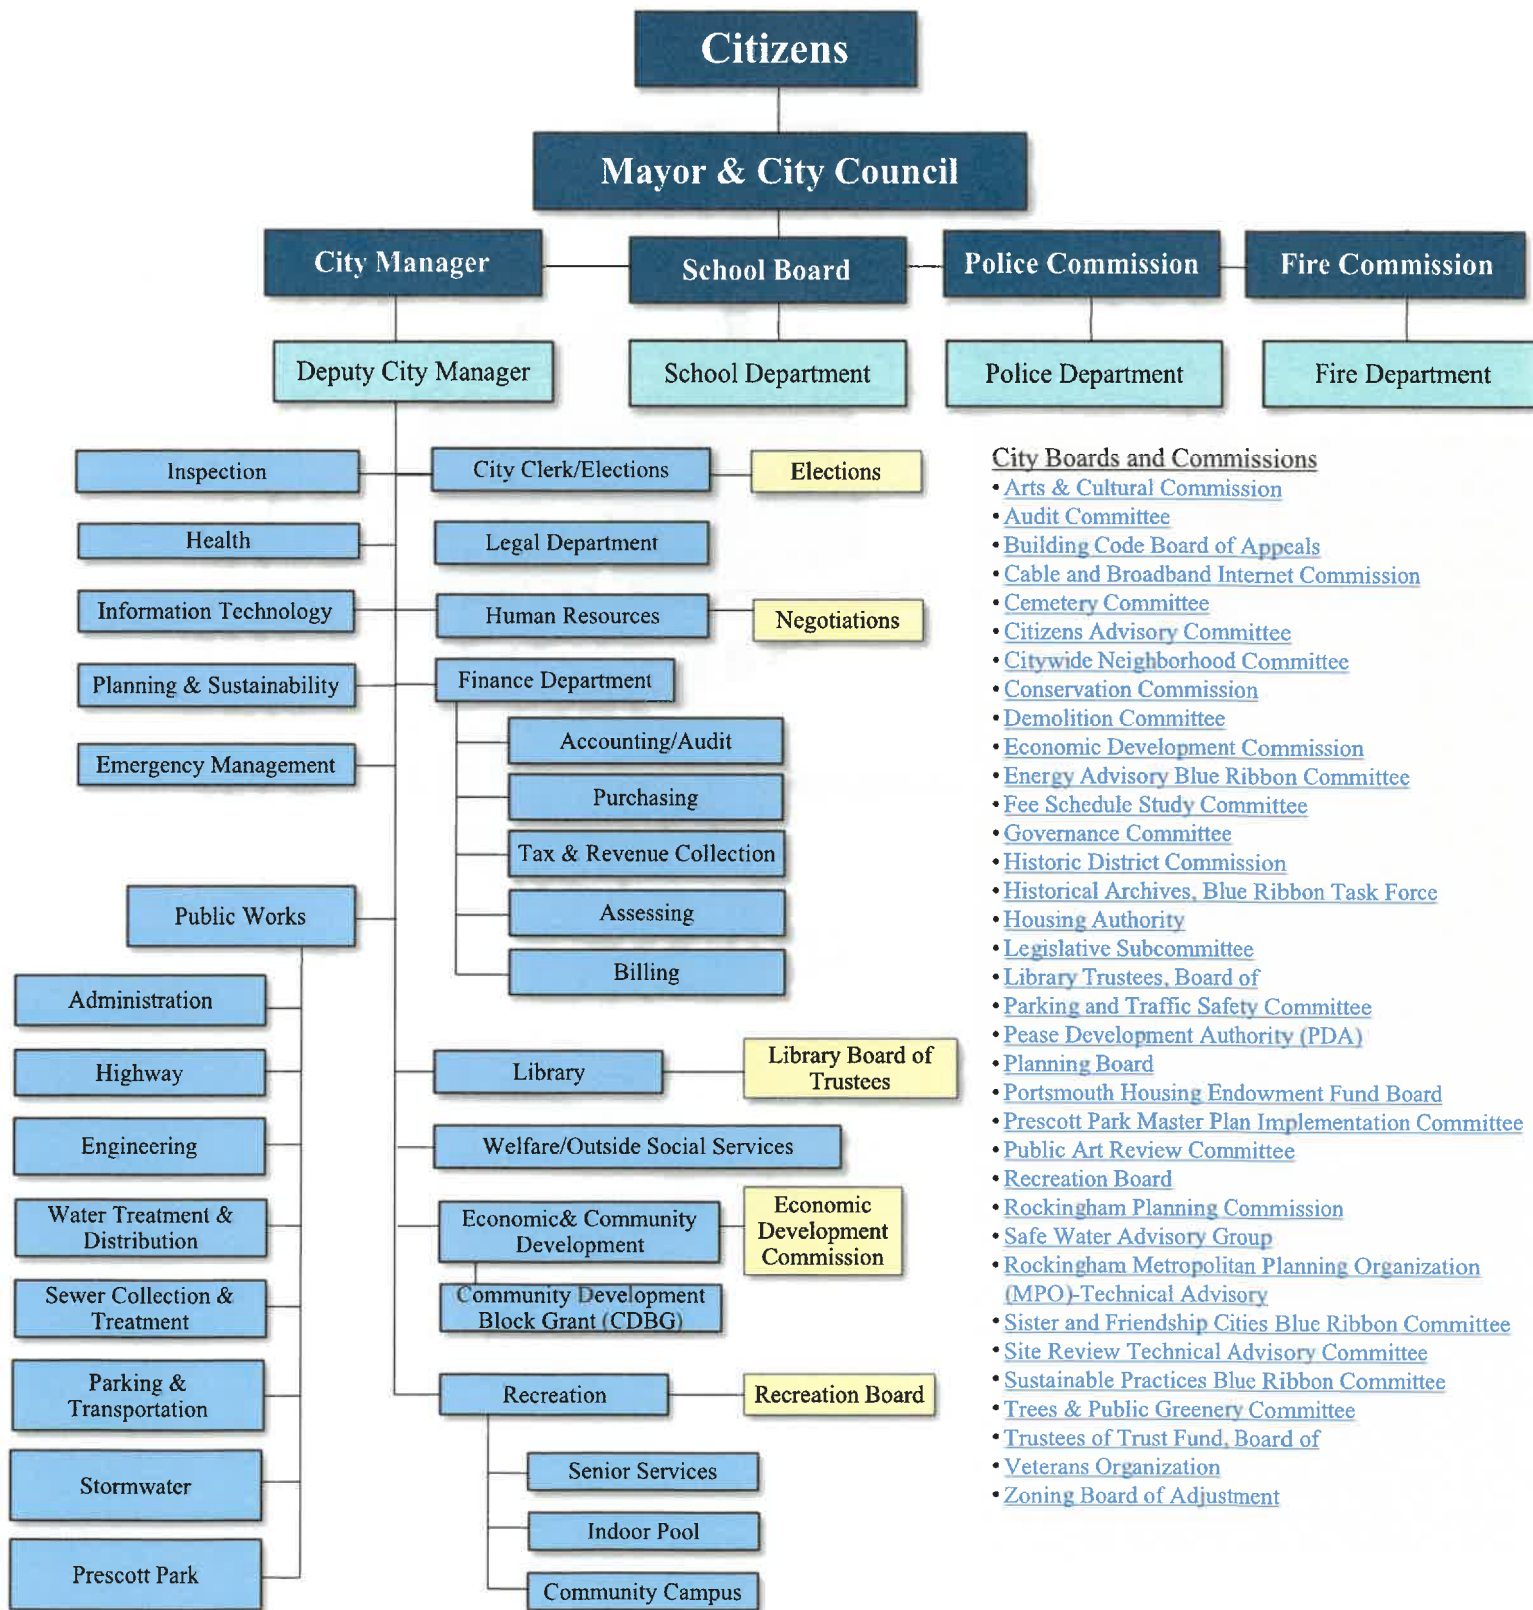 Citizens
Mayor & City Council
City Manager
School Board
Police Commission
Fire Commission
Deputy City Manager
School Department
Police Department
Fire Department
Inspection
City Clerk/Elections
Elections
Health
Legal Department
Information Technology
Human Resources
Negotiations
Planning & Sustainability
Finance Department
Emergency Management
Accounting/Audit
Purchasing
Tax & Revenue Collection
Assessing
Billing
Public Works
Administration
Highway
Engineering
Water Treatment &
Distribution
Sewer Collection &
Treatment
Parking &
Transportation
Stormwater
Prescott Park
Library
Library Board of
Trustees
Welfare/Outside Social Services
Economic& Community
Development
Economic
Development
Commission
Community Development
Block Grant (CDBG)
Recreation
Recreation Board
Senior Services
Indoor Pool
Community Campus
City Boards and Commissions
• Arts & Cultural Commission
• Audit Committee
• Building Code Board of Appeals
• Cable and Broadband Internet Commission
• Cemetery Committee
• Citizens Advisory Committee
• Citywide Neighborhood Committee
• Conservation Commission
• Demolition Committee
• Economic Development Commission
• Energy Advisory Blue Ribbon Committee
• Fee Schedule Study Committee
• Governance Committee
• Historic District Commission
• Historical Archives, Blue Ribbon Task Force
• Housing Authority
• Legislative Subcommittee
• Library Trustees, Board of
• Parking and Traffic Safety Committee
• Pease Development Authority (PDA)
• Planning Board
• Portsmouth Housing Endowment Fund Board
• Prescott Park Master Plan Implementation Committee
• Public Art Review Committee
• Recreation Board
• Rockingham Planning Commission
• Safe Water Advisory Group
• Rockingham Metropolitan Planning Organization
(MPO)-Technical Advisory
• Sister and Friendship Cities Blue Ribbon Committee
• Site Review Technical Advisory Committee
• Sustainable Practices Blue Ribbon Committee
• Trees & Public Greenery Committee
• Trustees of Trust Fund, Board of
• Veterans Organization
• Zoning Board of Adjustment